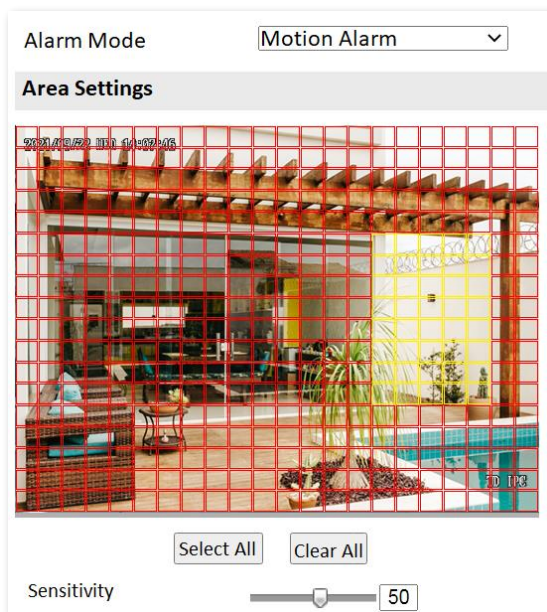 Alarm Mode
Motion Alarm
Area Settings
Select All
Clear All
Sensitivity
50